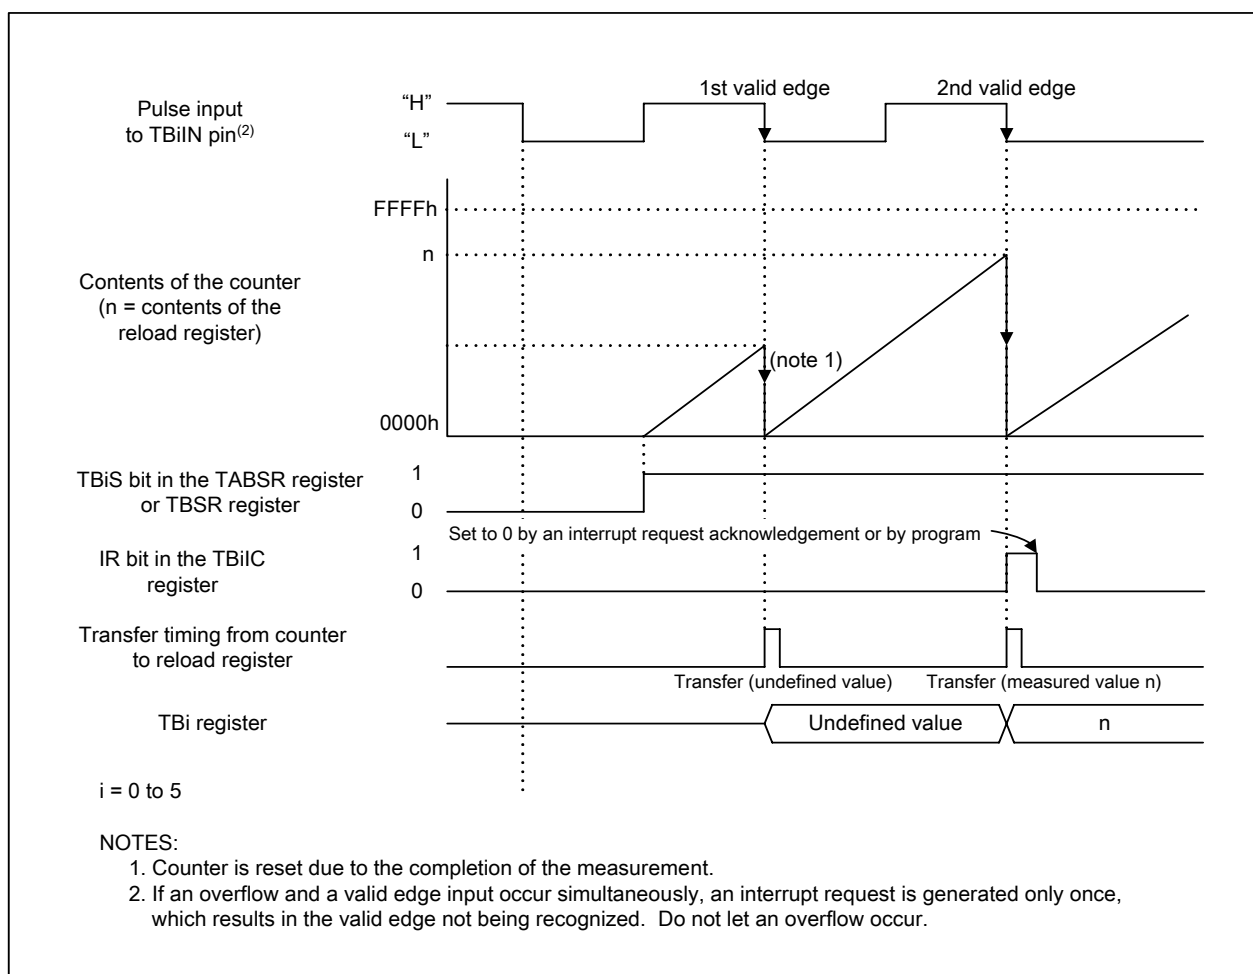 1st valid edge
2nd valid edge
Pulse input
to TBiIN pin(2)
“H”
“L”
FFFFh
n
Contents of the counter
(n = contents of the
reload register)
(note 1)
0000h
TBiS bit in the TABSR register
or TBSR register
1
0
Set to 0 by an interrupt request acknowledgement or by program
IR bit in the TBiIC
register
1
0
Transfer timing from counter
to reload register
Transfer (undefined value)
Transfer (measured value n)
TBi register
Undefined value
n
i = 0 to 5
NOTES:
1. Counter is reset due to the completion of the measurement.
2. If an overflow and a valid edge input occur simultaneously, an interrupt request is generated only once,
which results in the valid edge not being recognized. Do not let an overflow occur.